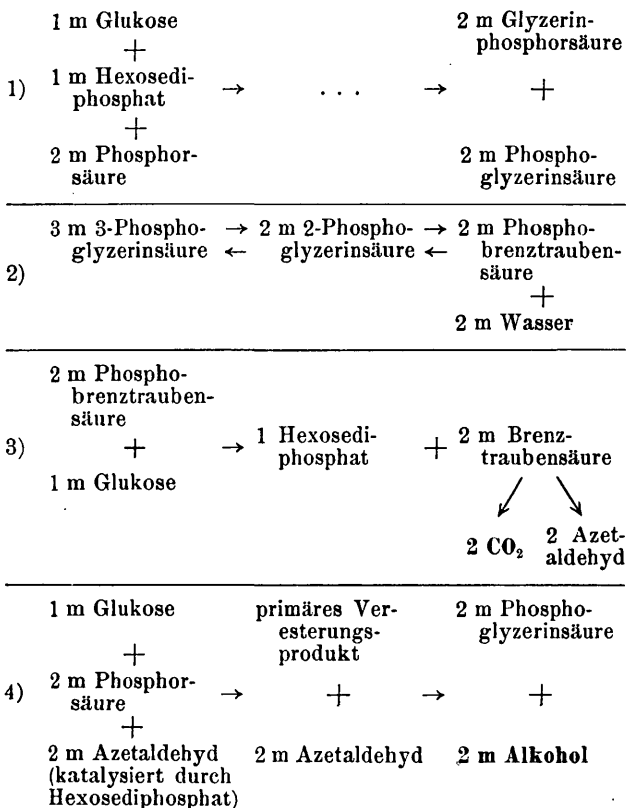 1 m Glukose 2 m Glyzerin-
+ phosphorsäure
1) 1 m Hexosedi- → . . . → +
phosphat
+
2 m Phosphor- 2 m Phospho-
säure glyzerinsäure
3 m 3-Phospho- → 2 m 2-Phospho- → 2 m Phospho-
glyzerinsäure ← glyzerinsäure ← brenztrauben-
2) säure
+
2 m Wasser
2 m Phospho-
brenztrauben-
säure
3) + → 1 Hexosedi- + 2 m Brenz-
phosphat traubensäure
1 m Glukose
2 CO₂ 2 Azet-
aldehyd
1 m Glukose primäres Ver- 2 m Phospho-
esterungs- glyzerinsäure
+ produkt
4) 2 m Phosphor- → + → +
säure
+
2 m Azetaldehyd 2 m Azetaldehyd 2 m Alkohol
(katalysiert durch
Hexosediphosphat)